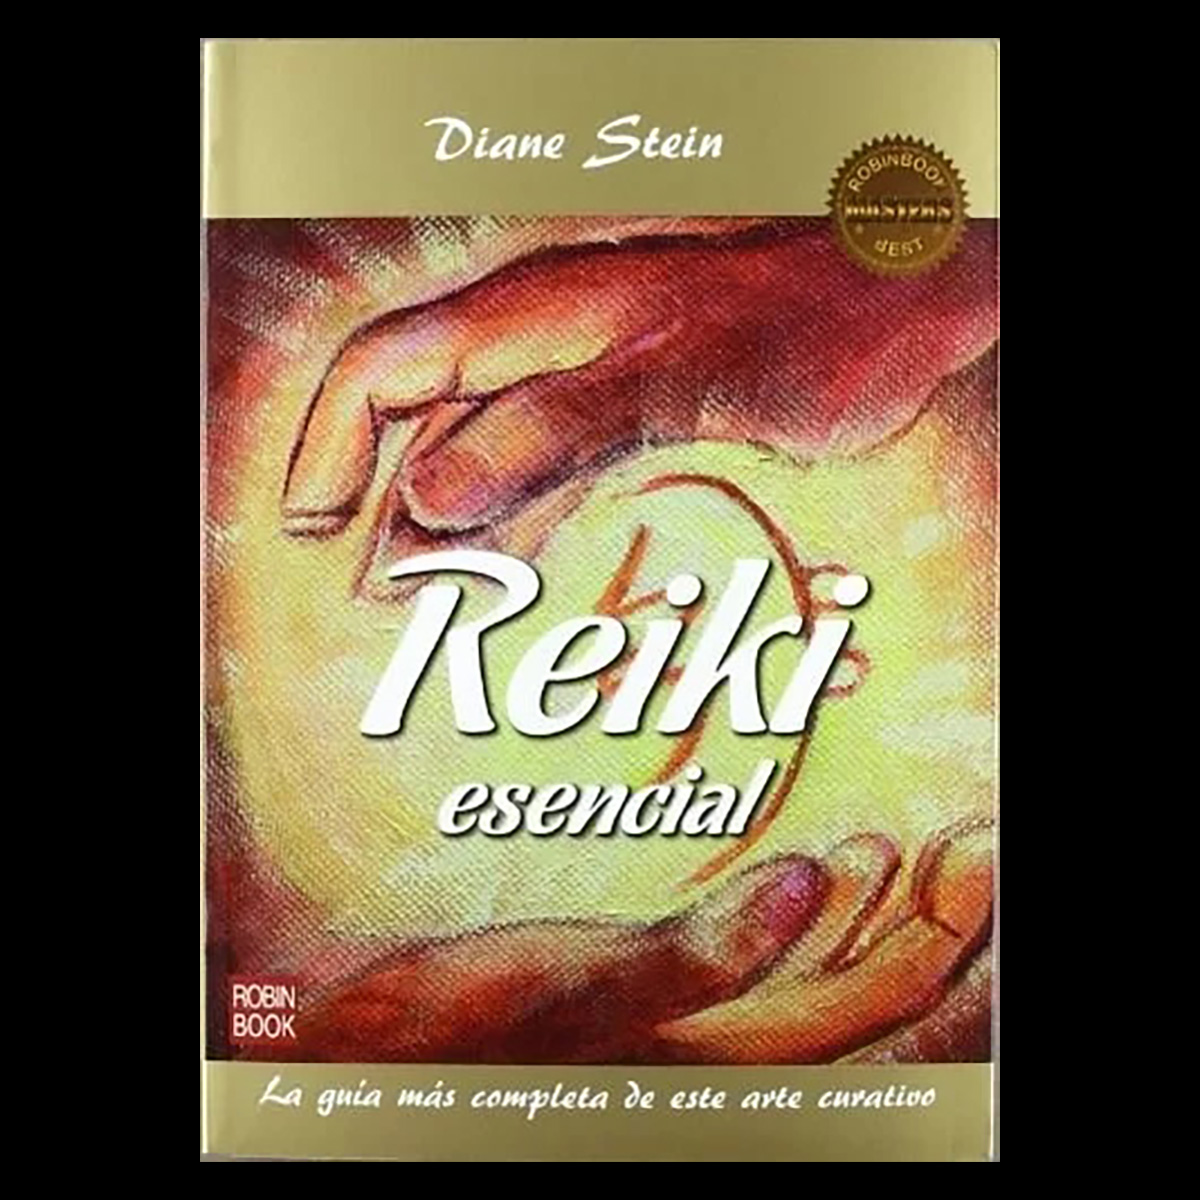 Diane Stein
ROBINBOOK
MASTERS
BEST
Reiki
esencial
ROBIN
BOOK
La guía más completa de este arte curativo